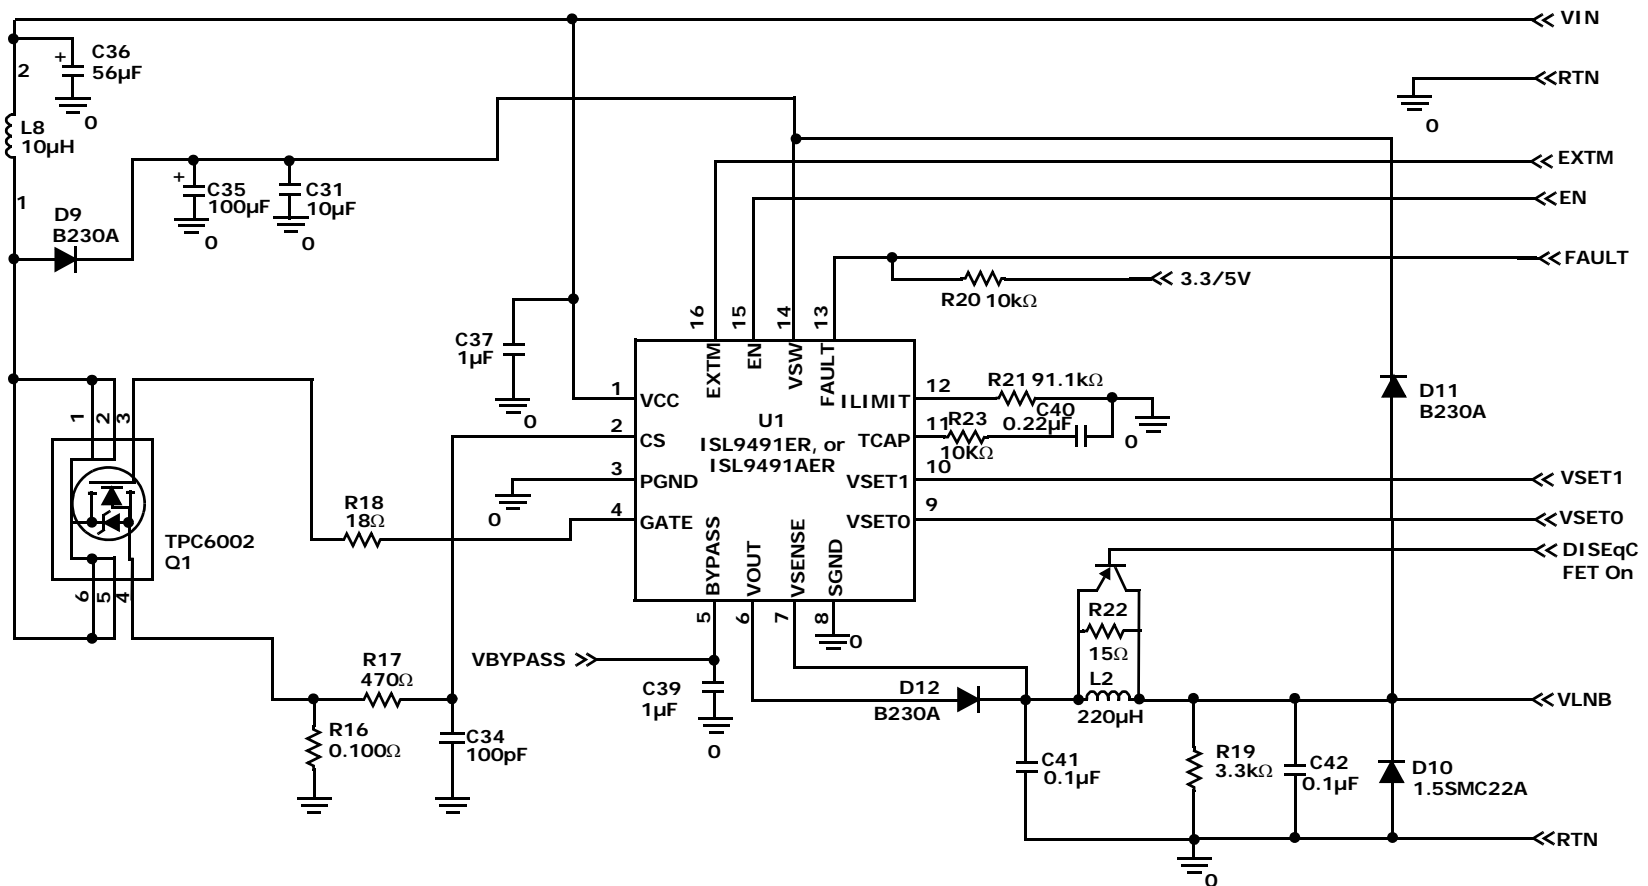 VIN
C36
56µF
+
2
RTN
0
0
L8
10µH
EXTM
+
C35
100µF
C31
10µF
1
EN
D9
B230A
0
0
FAULT
3.3/5V
R20 10kΩ
16
15
14
13
C37
1µF
EXTM
EN
VSW
FAULT
R21 91.1kΩ
12
1
VCC
ILIMIT
D11
B230A
0
1
2
3
U1
C40
0.22µF
2
CS
ISL9491ER, or
ISL9491AER
TCAP
11
R23
10KΩ
0
3
PGND
VSET1
10
VSET1
0
R18
18Ω
4
GATE
VSET0
9
VSET0
TPC6002
Q1
BYPASS
VOUT
VSENSE
SGND
DISEqC
FET On
6
5
4
5
6
7
8
0
R22
15Ω
VBYPASS
R17
470Ω
C39
1µF
D12
B230A
L2
220µH
VLNB
R16
0.100Ω
C34
100pF
0
C41
0.1µF
R19
3.3kΩ
C42
0.1µF
D10
1.5SMC22A
RTN
0